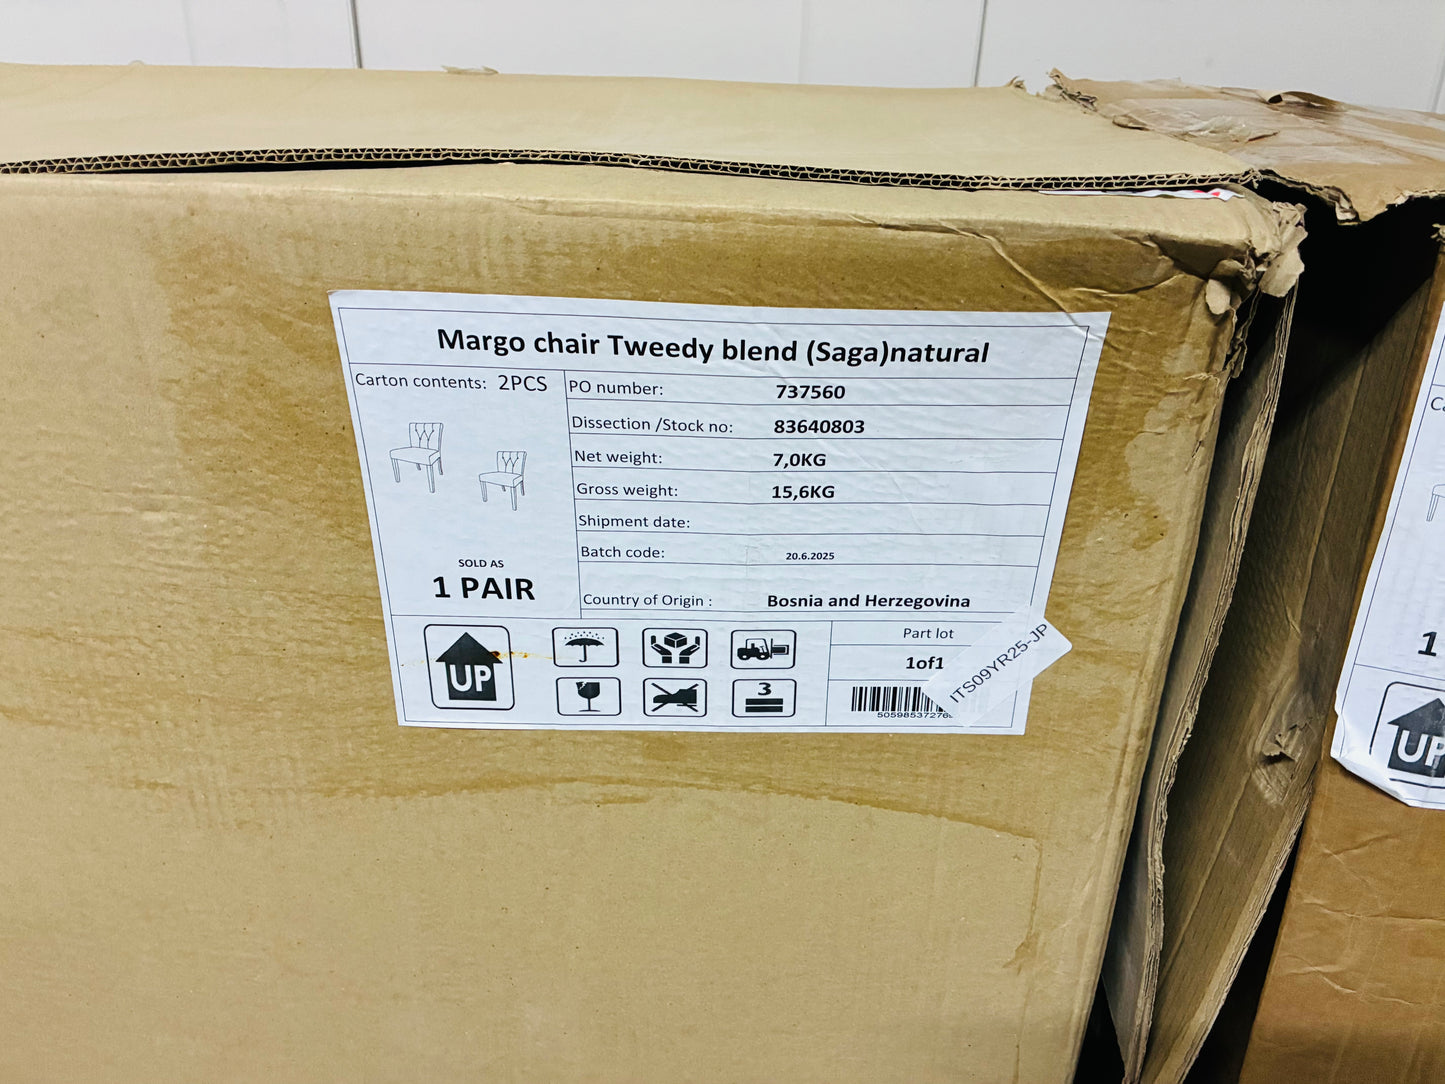 Margo chair Tweedy blend (Saga)natural
Carton contents: 2PCS
SOLD AS
1 PAIR
PO number: 737560
Dissection /Stock no: 83640803
Net weight: 7,0KG
Gross weight: 15,6KG
Shipment date:
Batch code: 20.6.2025
Country of Origin : Bosnia and Herzegovina
UP
3
Part lot
1of1
ITS09YR25-JP
1
UP